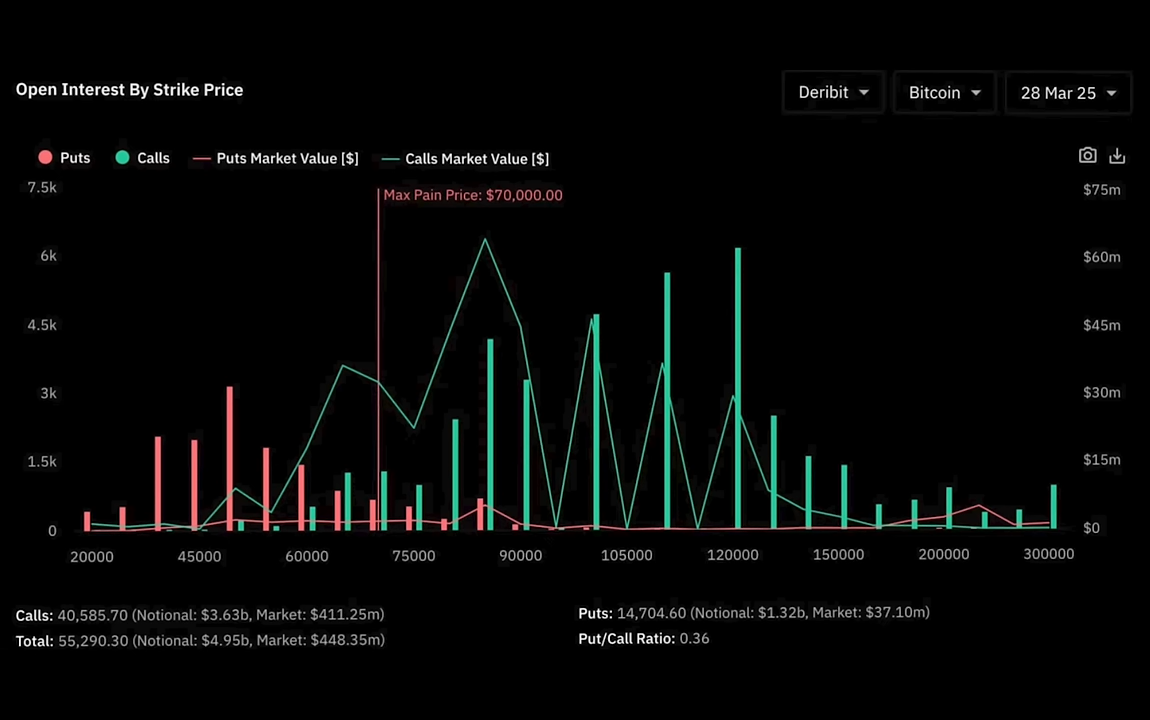 Open Interest By Strike Price
Deribit
Bitcoin
28 Mar 25
Puts
Calls
Puts Market Value [$]
Calls Market Value [$]
7.5k
6k
4.5k
3k
1.5k
0
Max Pain Price: $70,000.00
$75m
$60m
$45m
$30m
$15m
$0
20000 45000 60000 75000 90000 105000 120000 150000 200000 300000
Calls: 40,585.70 (Notional: $3.63b, Market: $411.25m)
Total: 55,290.30 (Notional: $4.95b, Market: $448.35m)
Puts: 14,704.60 (Notional: $1.32b, Market: $37.10m)
Put/Call Ratio: 0.36